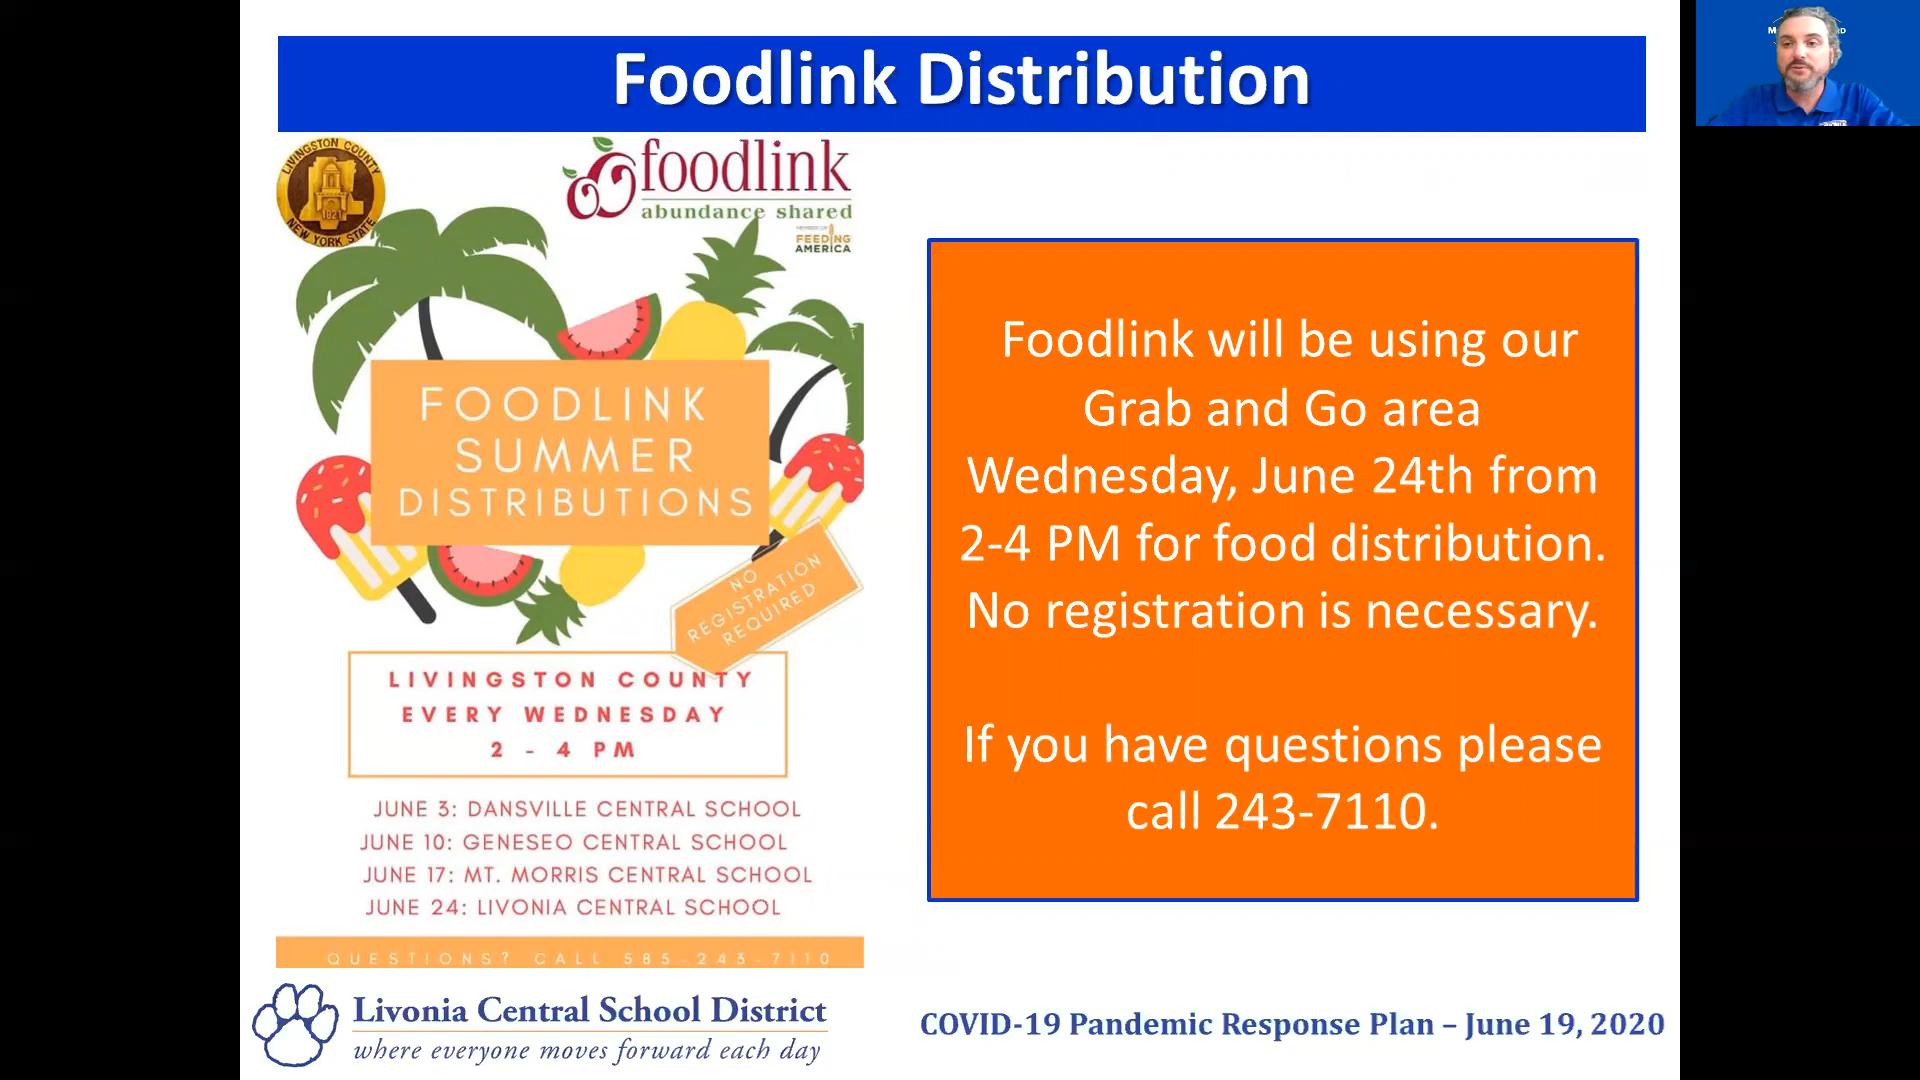 Foodlink Distribution
LIVINGSTON COUNTY
1821
NEW YORK STATE
foodlink
abundance shared
MEMBER OF
FEEDING
AMERICA
FOODLINK
SUMMER
DISTRIBUTIONS
NO
REGISTRATION
REQUIRED
LIVINGSTON COUNTY
EVERY WEDNESDAY
2 - 4 PM
JUNE 3: DANSVILLE CENTRAL SCHOOL
JUNE 10: GENESEO CENTRAL SCHOOL
JUNE 17: MT. MORRIS CENTRAL SCHOOL
JUNE 24: LIVONIA CENTRAL SCHOOL
QUESTIONS? CALL 585-243-7110
Foodlink will be using our
Grab and Go area
Wednesday, June 24th from
2-4 PM for food distribution.
No registration is necessary.
If you have questions please
call 243-7110.
Livonia Central School District
where everyone moves forward each day
COVID-19 Pandemic Response Plan – June 19, 2020